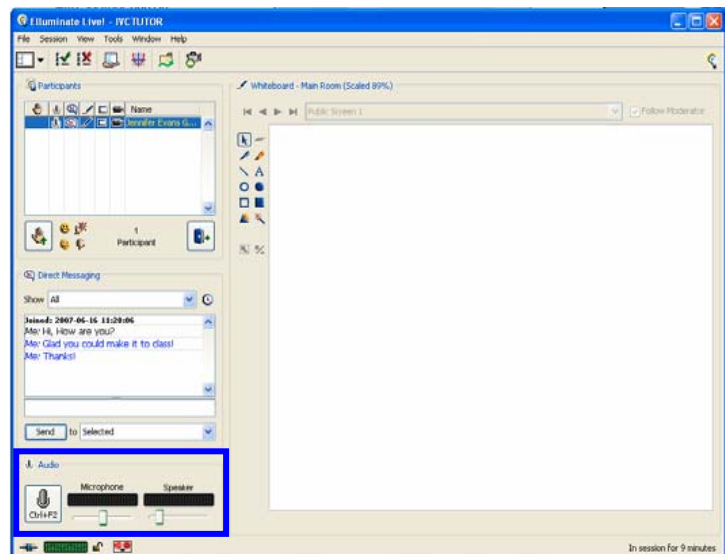 Elluminate Live! - IVCTUTOR
File Session View Tools Window Help
Participants
Name
Jennifer Evans G...
1
Participant
Direct Messaging
Show All
Joined: 2007-06-16 11:20:06
Me: Hi, How are you?
Me: Glad you could make it to class!
Me: Thanks!
Send to Selected
Audio
Microphone Speaker
Ctrl+F2
Whiteboard - Main Room (Scaled 89%)
Public Screen 1
Follow Moderator
A
In session for 9 minutes